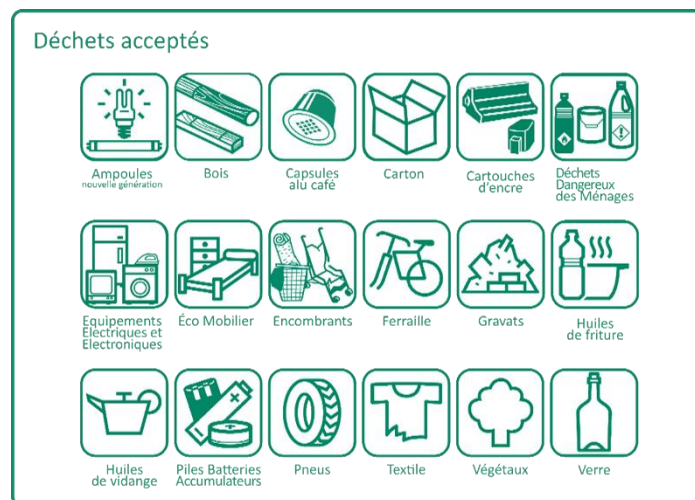 Déchets acceptés
Ampoules
nouvelle génération
Bois
Capsules
alu café
Carton
Cartouches
d'encre
Déchets
Dangereux
des Ménages
Equipements
Electriques et
Electroniques
Éco Mobilier
Encombrants
Ferraille
Gravats
Huiles
de friture
Huiles
de vidange
Piles Batteries
Accumulateurs
Pneus
Textile
Végétaux
Verre